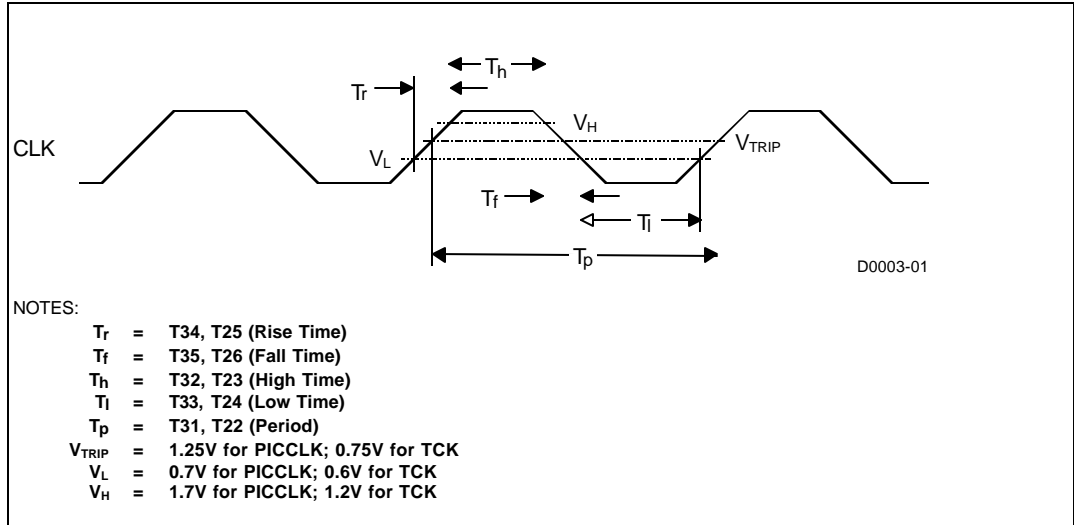 Th
Tr
CLK
VH
VL
VTRIP
Tf
Tl
Tp
D0003-01
NOTES:
Tr = T34, T25 (Rise Time)
Tf = T35, T26 (Fall Time)
Th = T32, T23 (High Time)
Tl = T33, T24 (Low Time)
Tp = T31, T22 (Period)
VTRIP = 1.25V for PICCLK; 0.75V for TCK
VL = 0.7V for PICCLK; 0.6V for TCK
VH = 1.7V for PICCLK; 1.2V for TCK